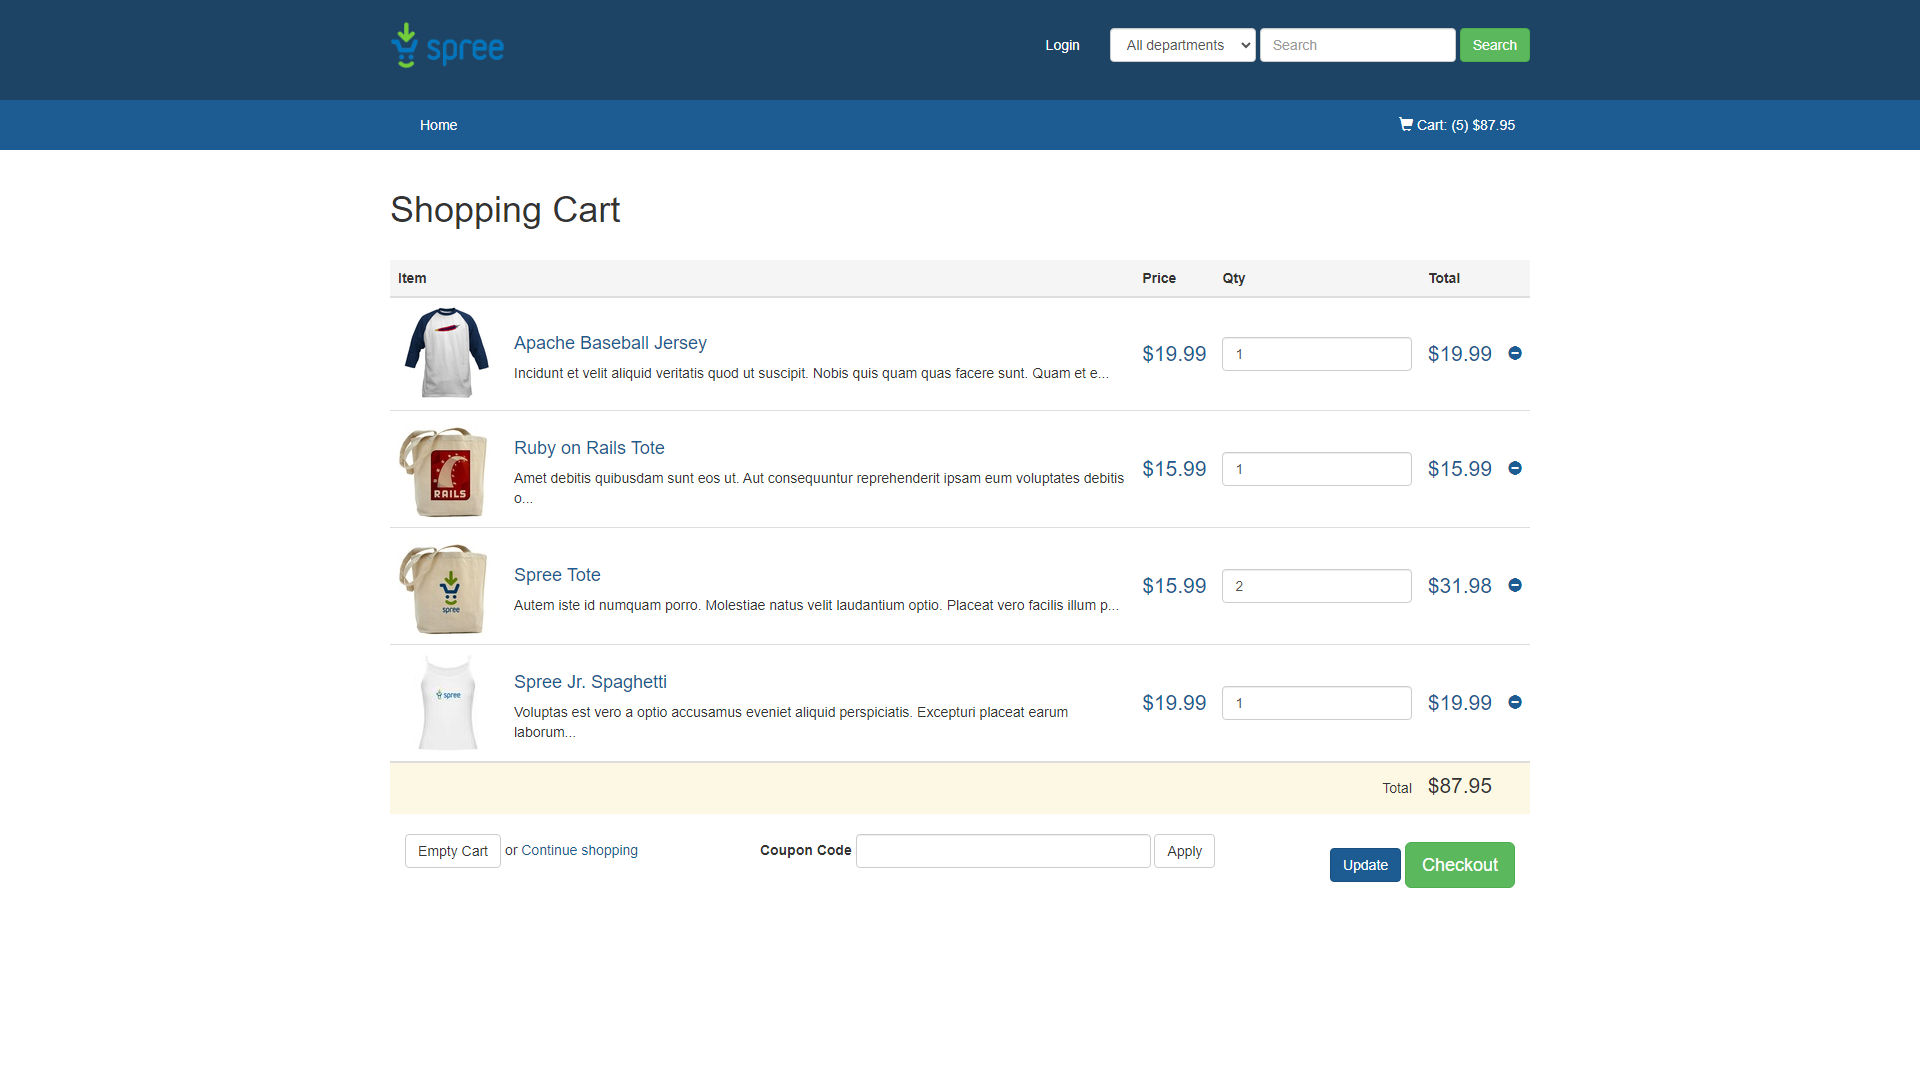 spree
Login
All departments
Search
Search
Home
Cart: (5) $87.95
Shopping Cart
Item Price Qty Total
Apache Baseball Jersey
Incidunt et velit aliquid veritatis quod ut suscipit. Nobis quis quam quas facere sunt. Quam et e...
$19.99 1 $19.99
RAILS
Ruby on Rails Tote
Amet debitis quibusdam sunt eos ut. Aut consequuntur reprehenderit ipsam eum voluptates debitis
o...
$15.99 1 $15.99
spree
Spree Tote
Autem iste id numquam porro. Molestiae natus velit laudantium optio. Placeat vero facilis illum p...
$15.99 2 $31.98
spree
Spree Jr. Spaghetti
Voluptas est vero a optio accusamus eveniet aliquid perspiciatis. Excepturi placeat earum
laborum...
$19.99 1 $19.99
Total $87.95
Empty Cart or Continue shopping
Coupon Code
Apply
Update
Checkout